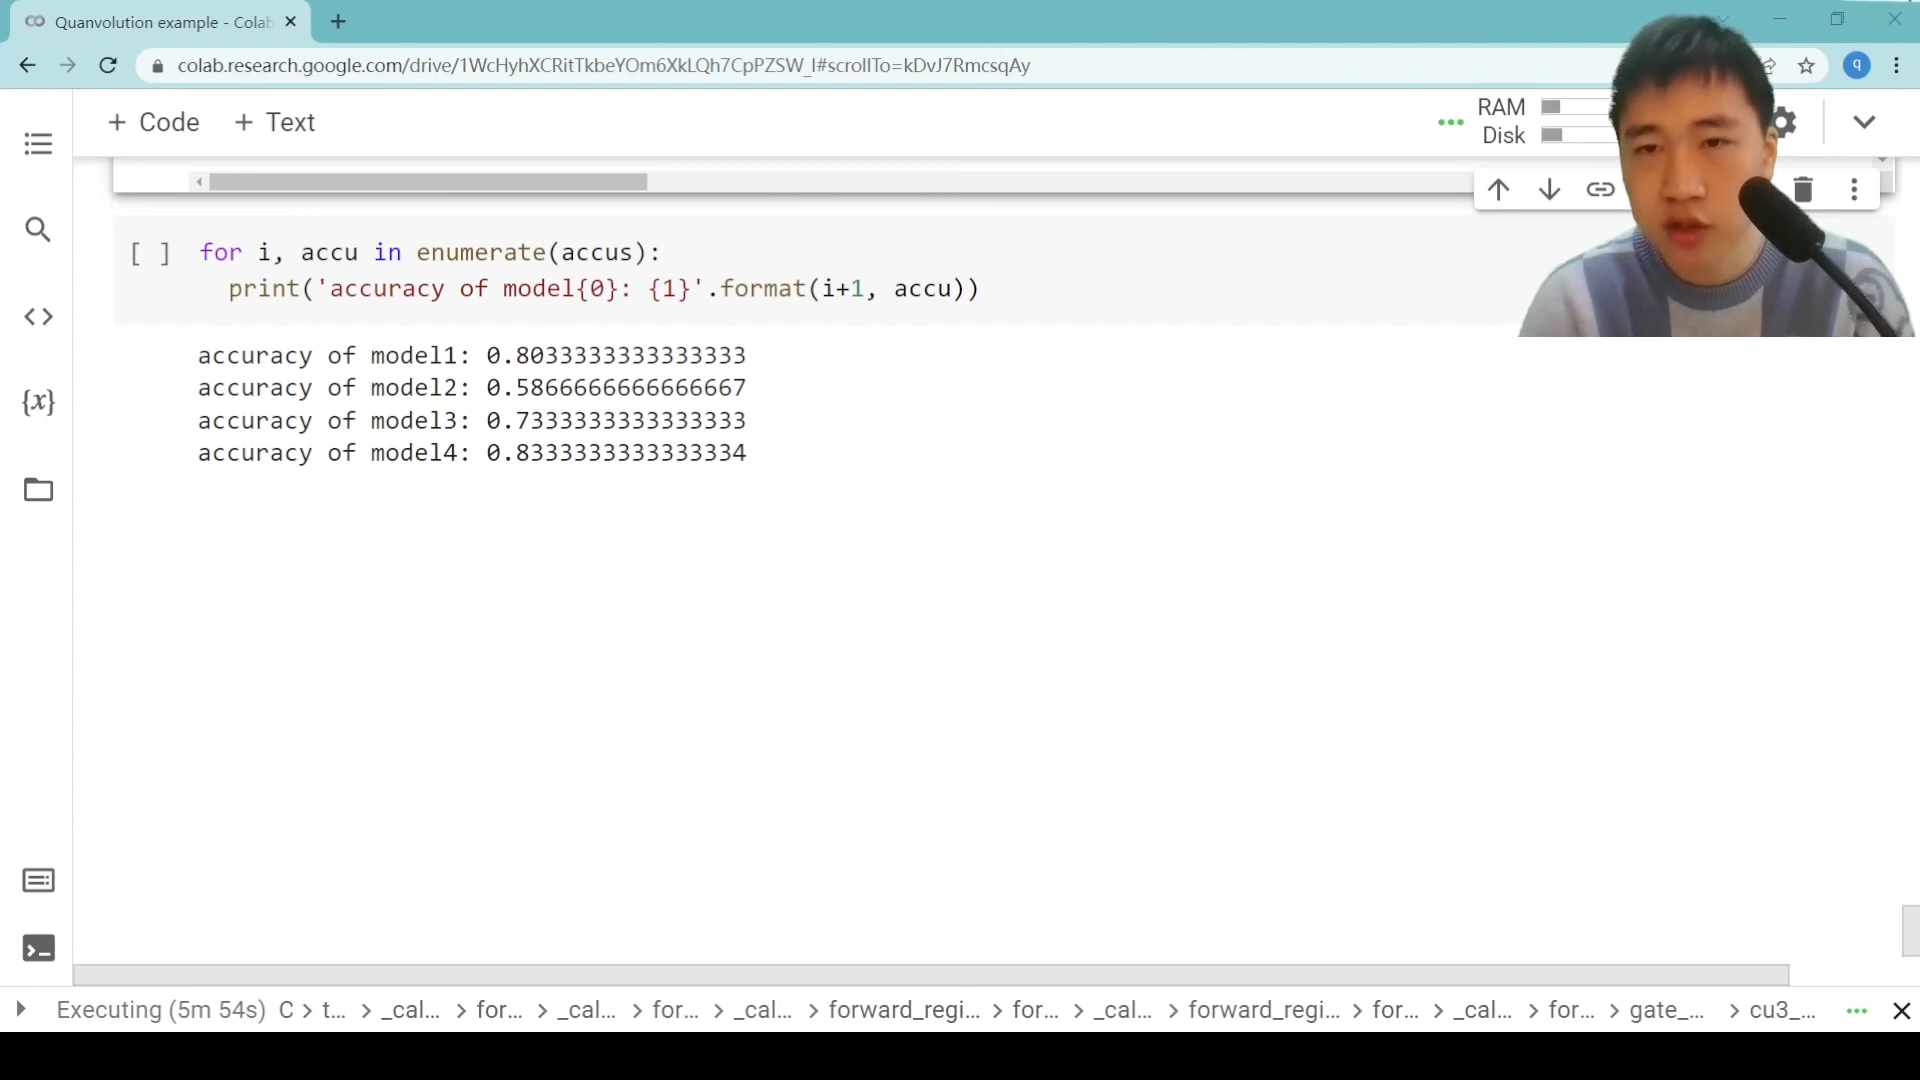 Quanvolution example - Colab
colab.research.google.com/drive/1WcHyhXCRitTkbeYOm6XkLQh7CpPZSW_I#scrollTo=kDvJ7RmcsqAy
q
+ Code + Text
RAM
Disk
[ ] for i, accu in enumerate(accus):
print('accuracy of model{0}: {1}'.format(i+1, accu))
accuracy of model1: 0.8033333333333333
accuracy of model2: 0.5866666666666667
accuracy of model3: 0.7333333333333333
accuracy of model4: 0.8333333333333334
{x}
Executing (5m 54s) C > t... > _cal... > for... > _cal... > for... > _cal... > forward_regi... > for... > _cal... > forward_regi... > for... > _cal... > for... > gate_... > cu3_...